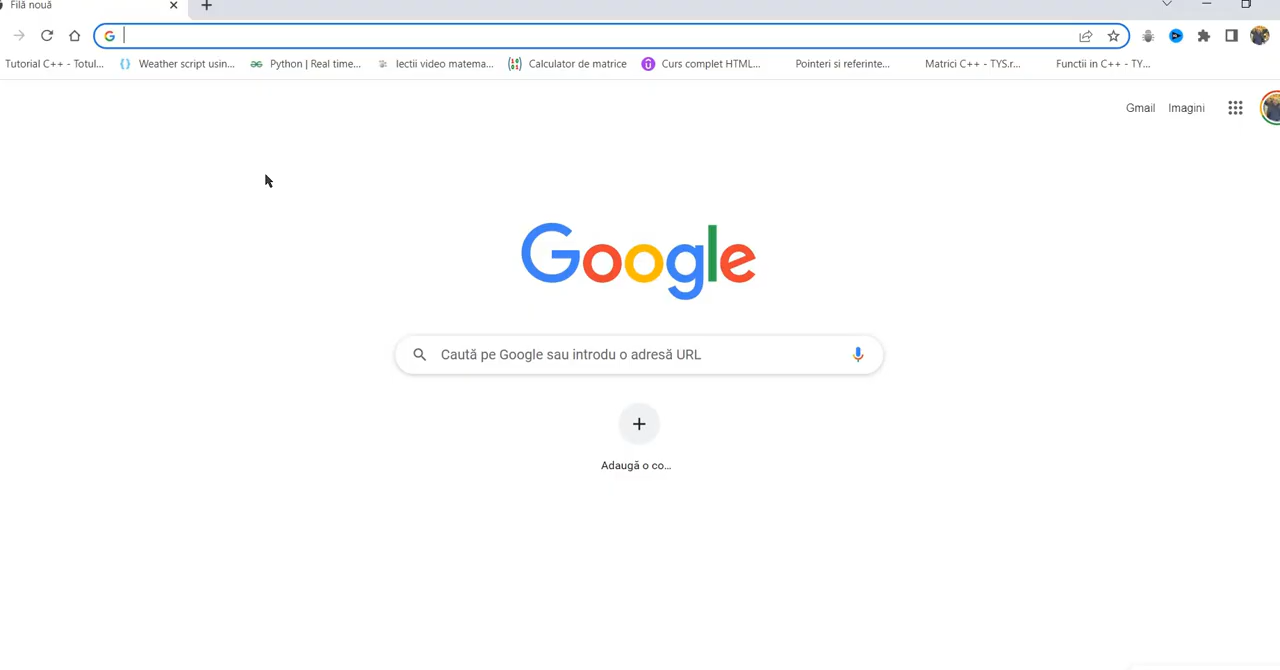 Filă nouă
Tutorial C++ - Totul...
Weather script usin...
Python | Real time...
lectii video matema...
Calculator de matrice
Curs complet HTML...
Pointeri si referinte...
Matrici C++ - TYS.r...
Functii in C++ - TY...
Gmail
Imagini
Google
Caută pe Google sau introdu o adresă URL
Adaugă o co...